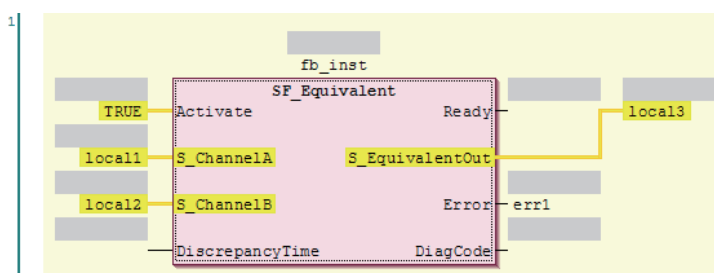 1
fb_inst
SF_Equivalent
TRUE Activate Ready local3
local1 S_ChannelA S_EquivalentOut
local2 S_ChannelB Error err1
DiscrepancyTime DiagCode